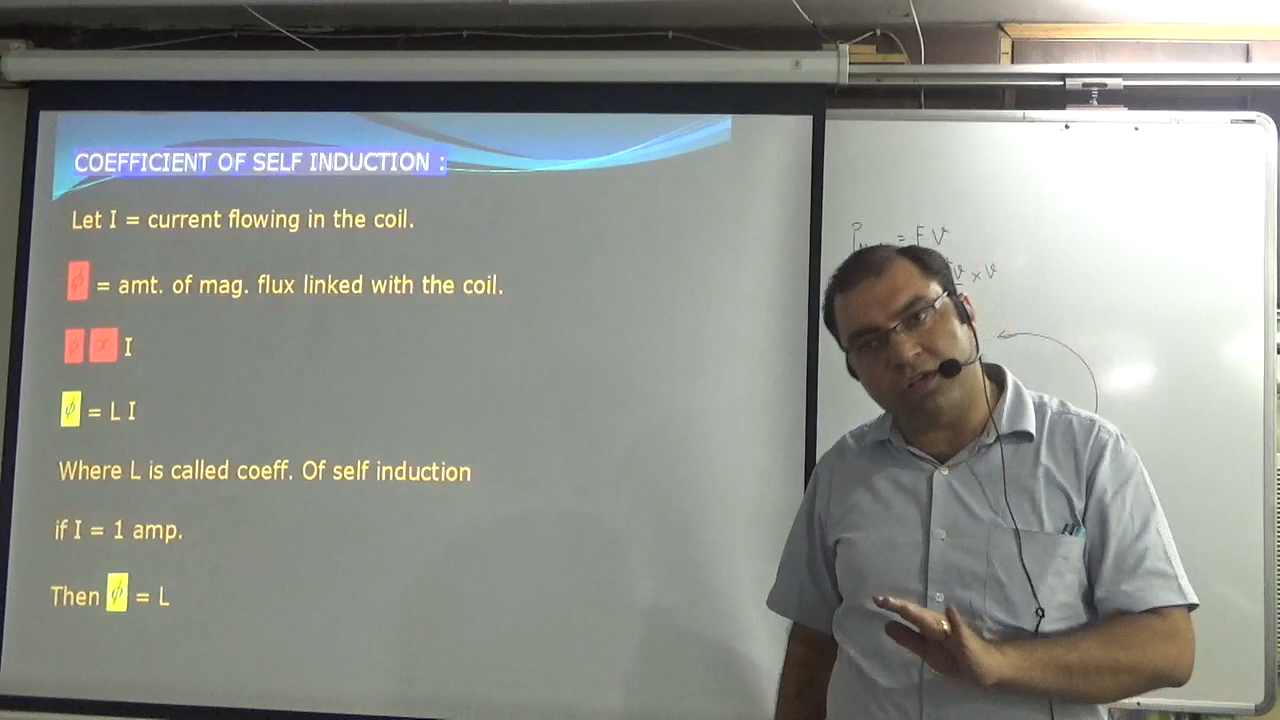 COEFFICIENT OF SELF INDUCTION :
Let I = current flowing in the coil.
ϕ = amt. of mag. flux linked with the coil.
ϕ ∝ I
ϕ = L I
Where L is called coeff. Of self induction
if I = 1 amp.
Then ϕ = L
= F v
v × v